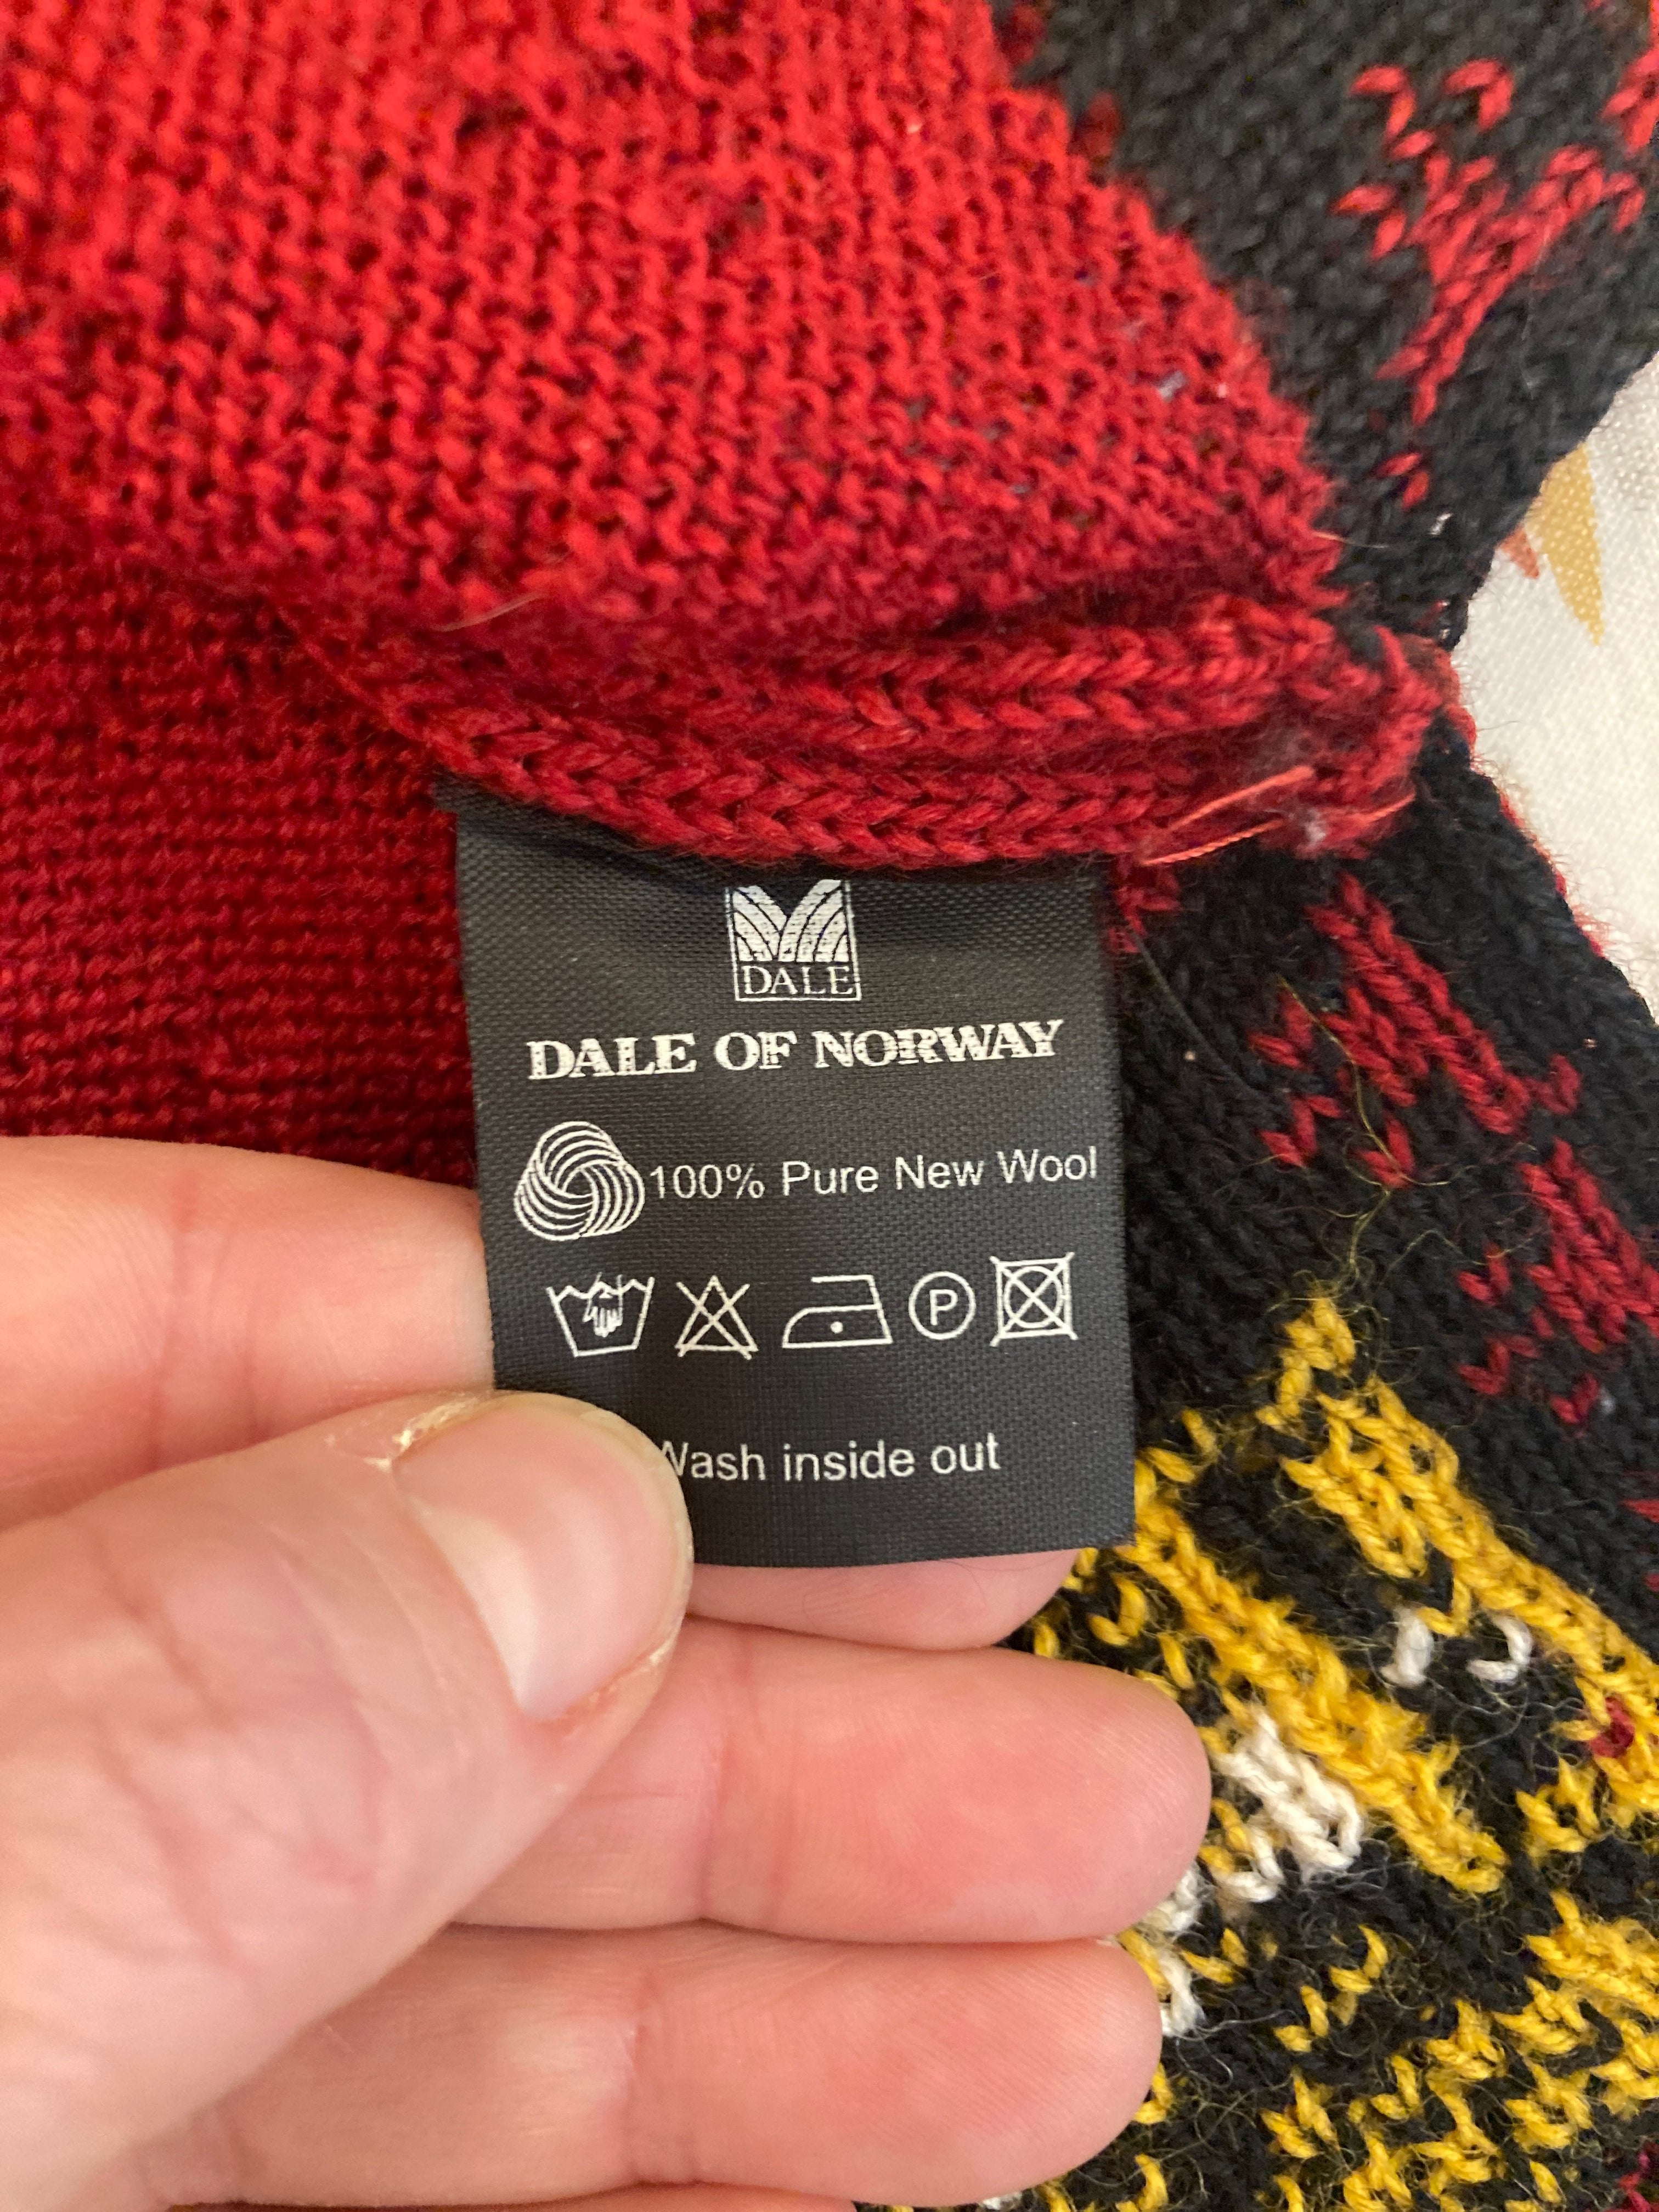 DALE
DALE OF NORWAY
100% Pure New Wool
P
Wash inside out